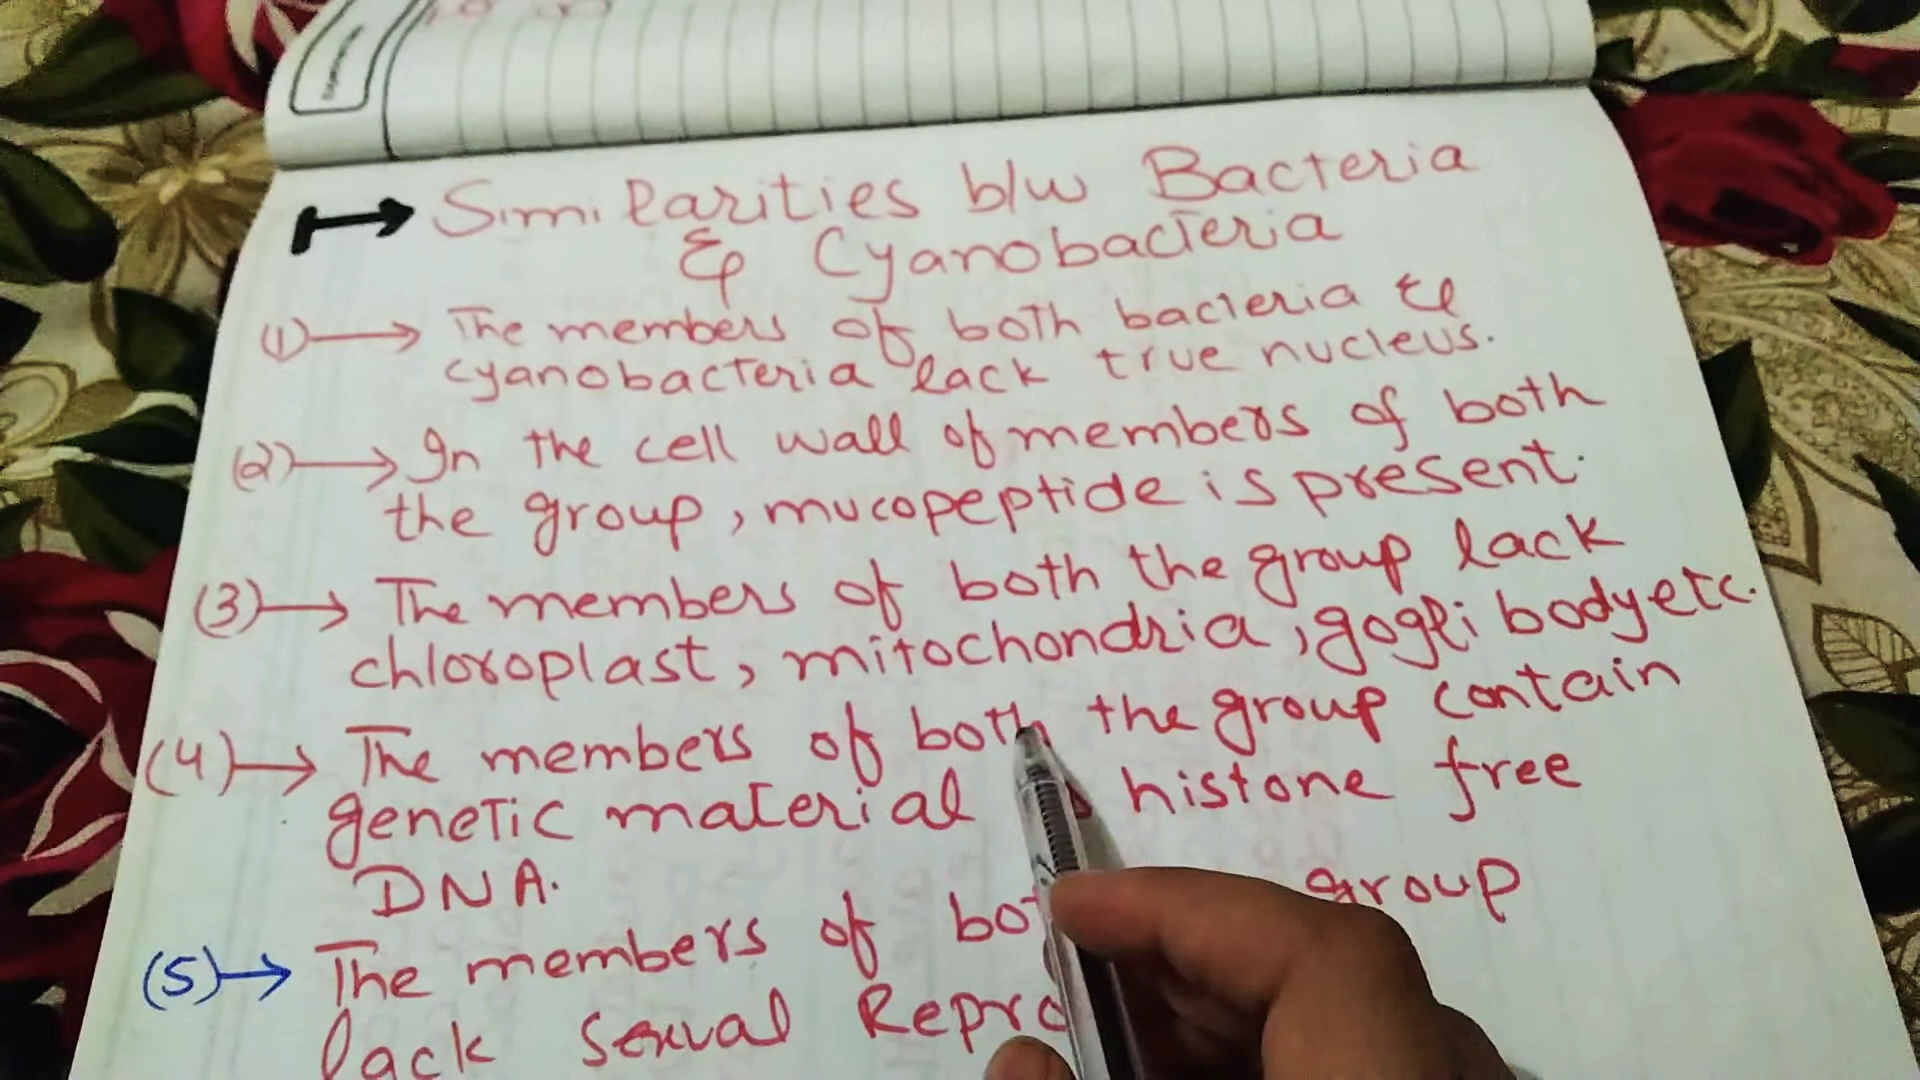 Similarities b/w Bacteria
& Cyanobacteria
(1) → The members of both bacteria &
cyanobacteria lack true nucleus.
(2) → In the cell wall of members of both
the group, mucopeptide is present.
(3) → The members of both the group lack
chloroplast, mitochondria, gogli body etc.
(4) → The members of both the group contain
genetic material histone free
DNA.
(5) → The members of group
lack Sexual